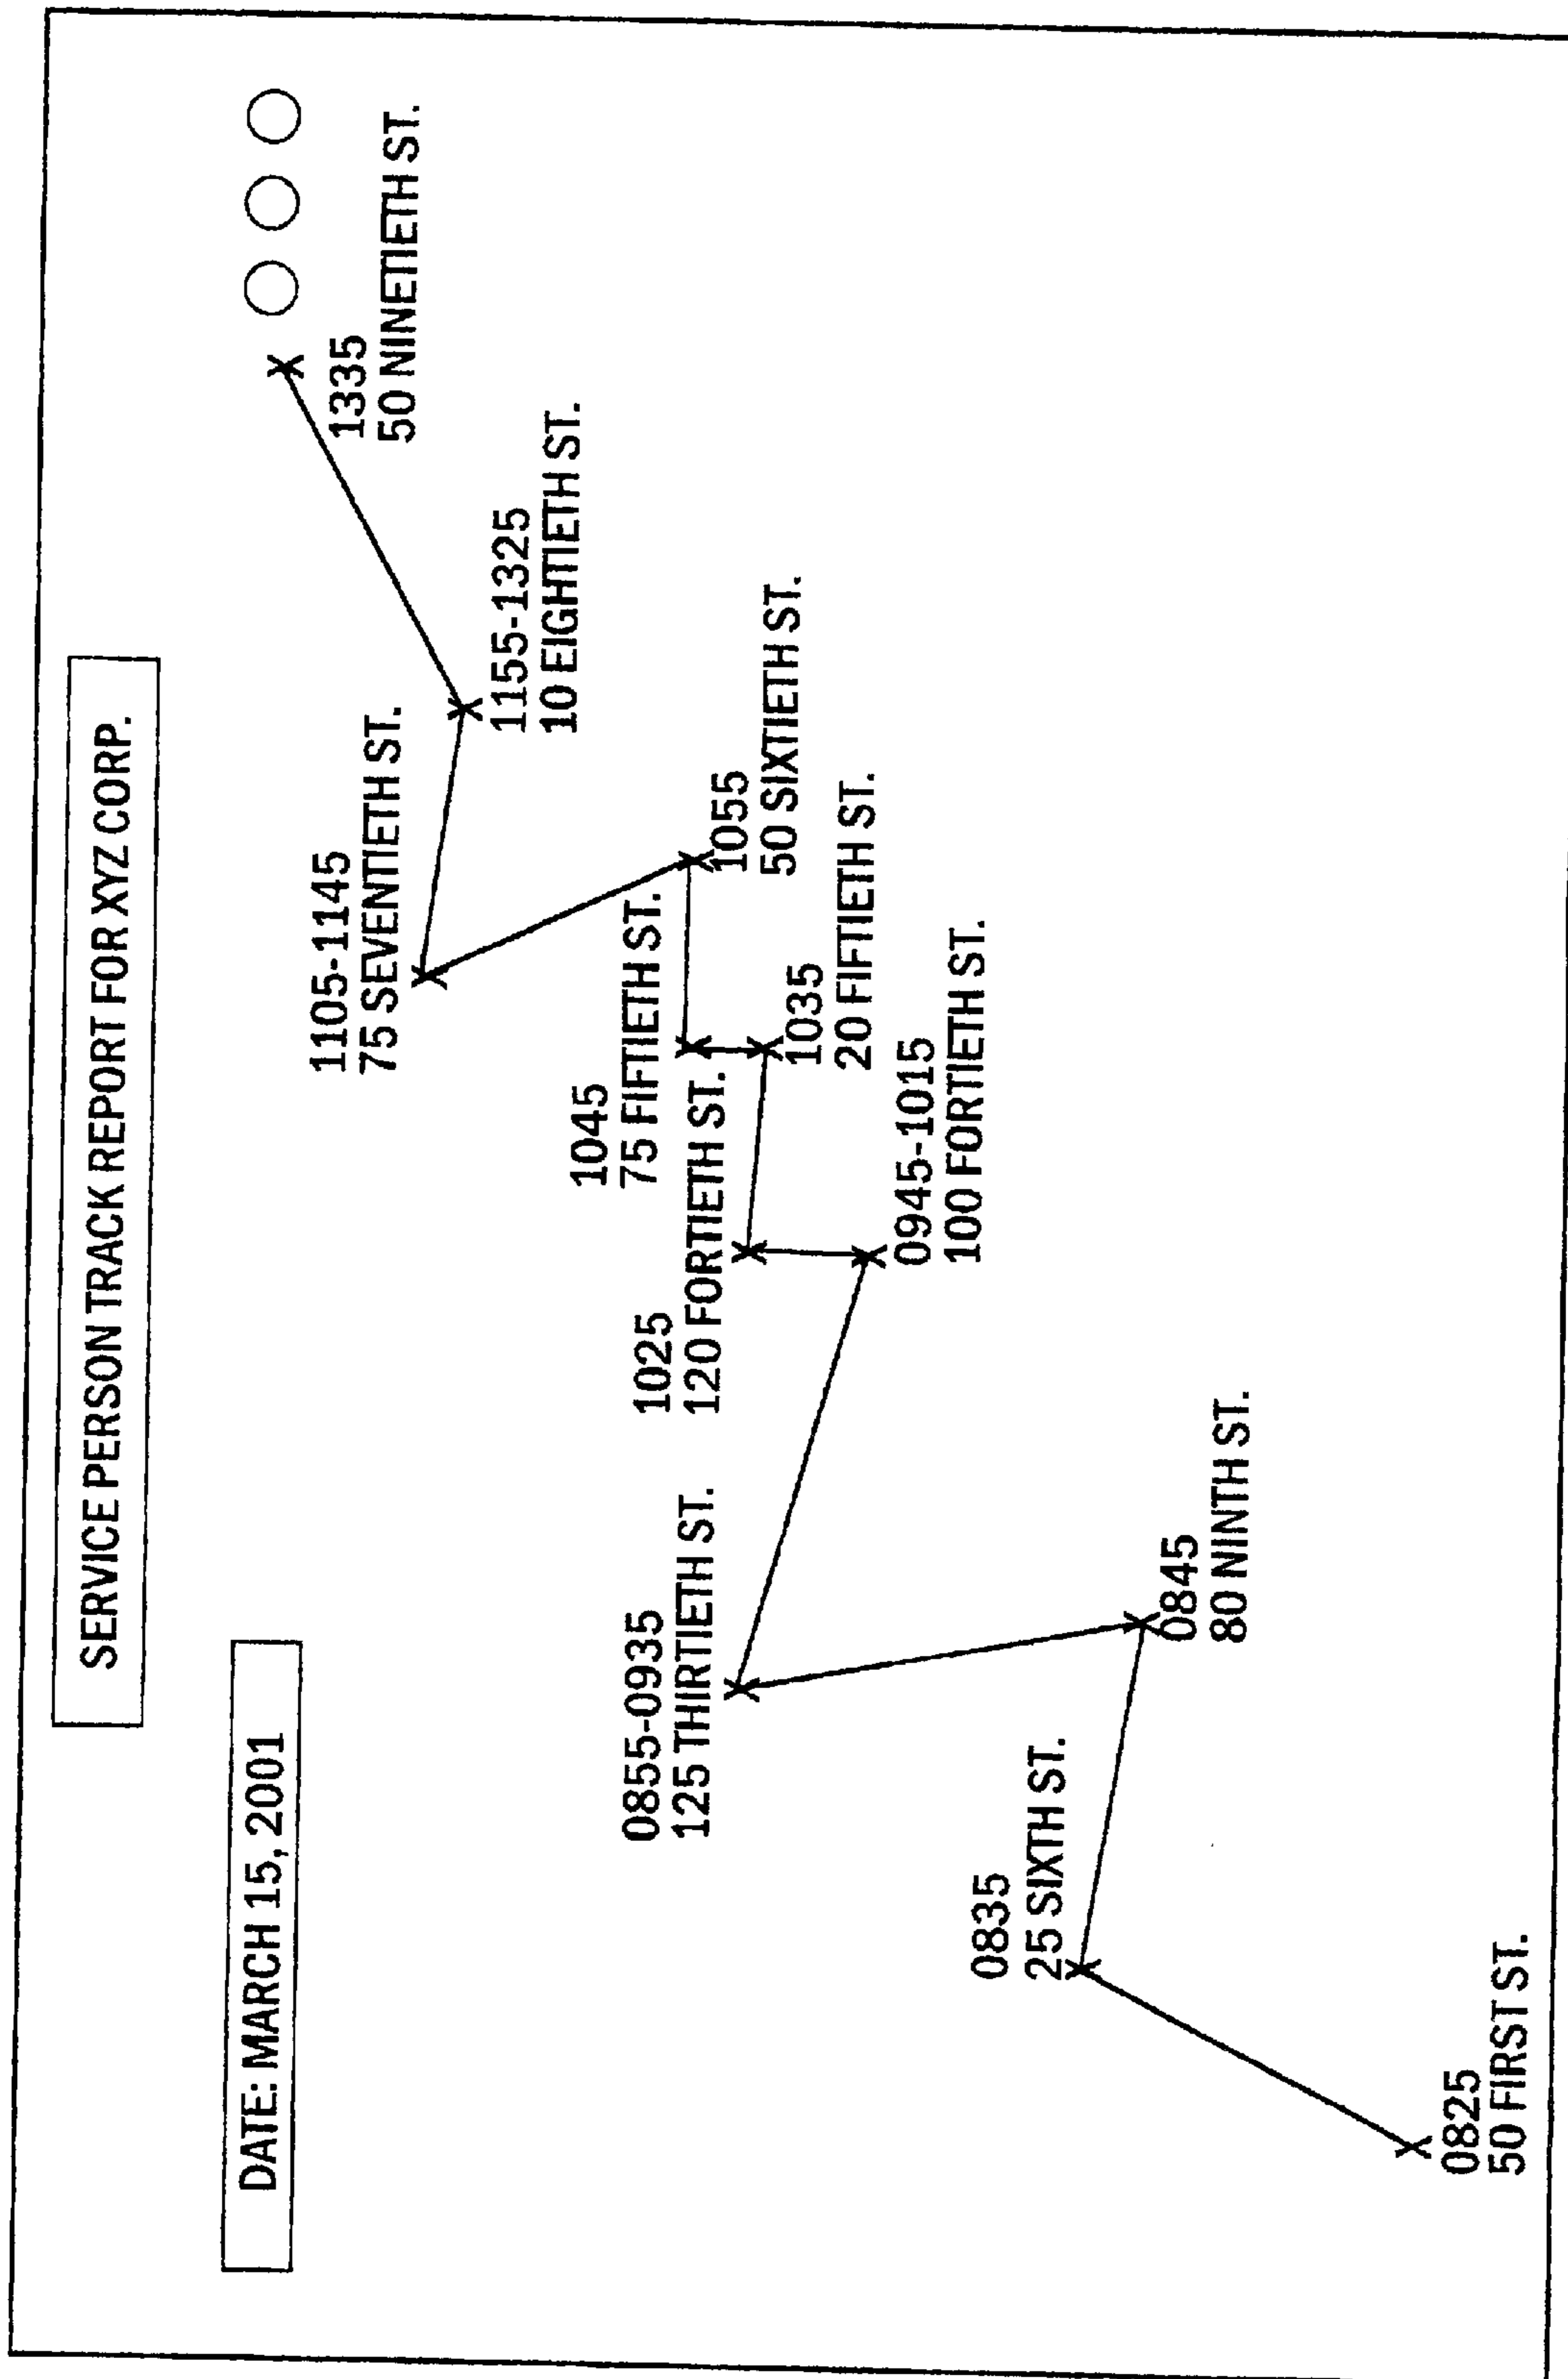 SERVICE PERSON TRACK REPORT FOR XYZ CORP.
DATE: MARCH 15, 2001
0825
50 FIRST ST.
0835
25 SIXTH ST.
0845
80 NINTH ST.
0855-0935
125 THIRTIETH ST.
0945-1015
100 FORTIETH ST.
1025
120 FORTIETH ST.
1035
20 FIFTIETH ST.
1045
75 FIFTIETH ST.
1055
50 SIXTIETH ST.
1105-1145
75 SEVENTIETH ST.
1155-1325
10 EIGHTIETH ST.
1335
50 NINETIETH ST.